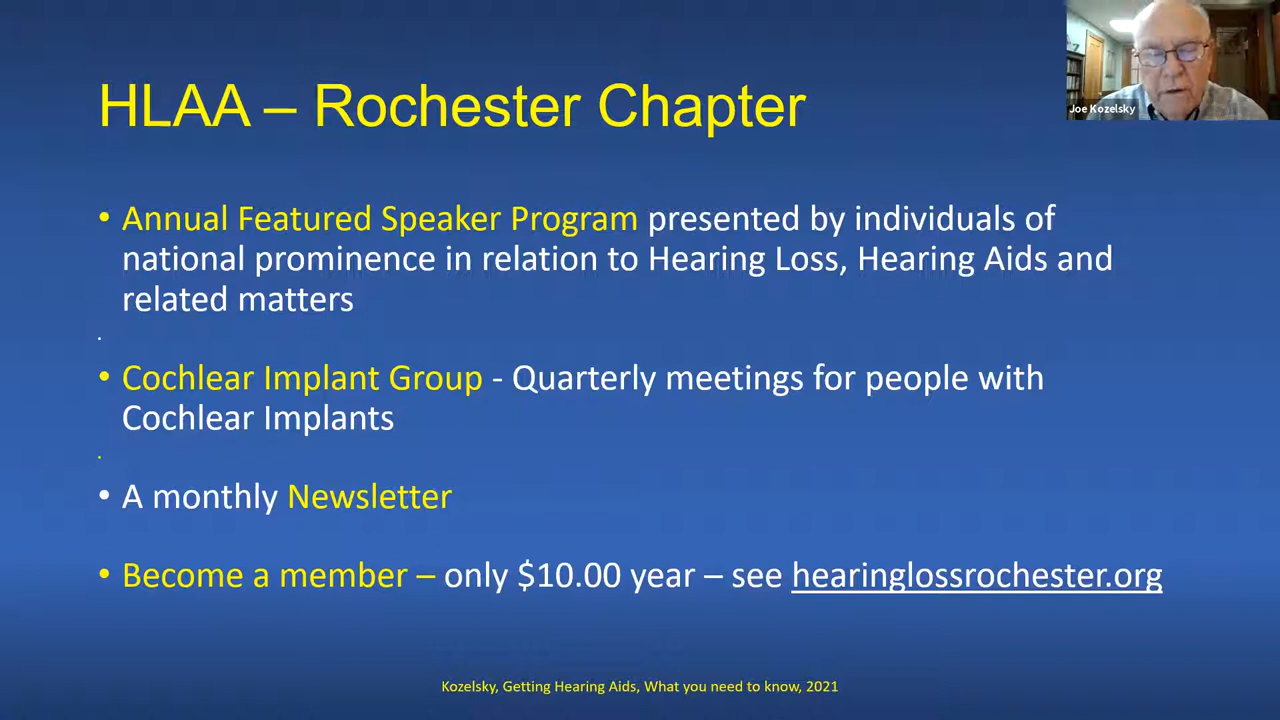 HLAA – Rochester Chapter
Joe Kozelsky
• Annual Featured Speaker Program presented by individuals of
national prominence in relation to Hearing Loss, Hearing Aids and
related matters
•
• Cochlear Implant Group - Quarterly meetings for people with
Cochlear Implants
•
• A monthly Newsletter
• Become a member – only $10.00 year – see hearinglossrochester.org
Kozelsky, Getting Hearing Aids, What you need to know, 2021